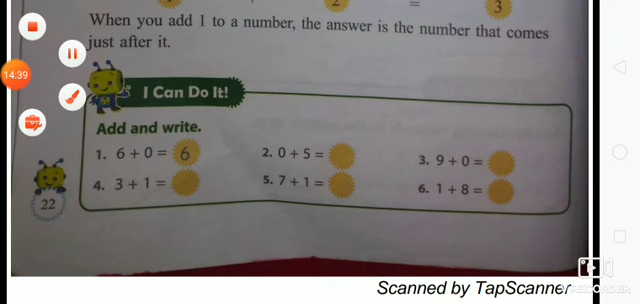 2
=
3
When you add 1 to a number, the answer is the number that comes
just after it.
14:39
I Can Do It!
Add and write.
1. 6 + 0 = 6
2. 0 + 5 =
3. 9 + 0 =
4. 3 + 1 =
5. 7 + 1 =
6. 1 + 8 =
22
Scanned by TapScanner